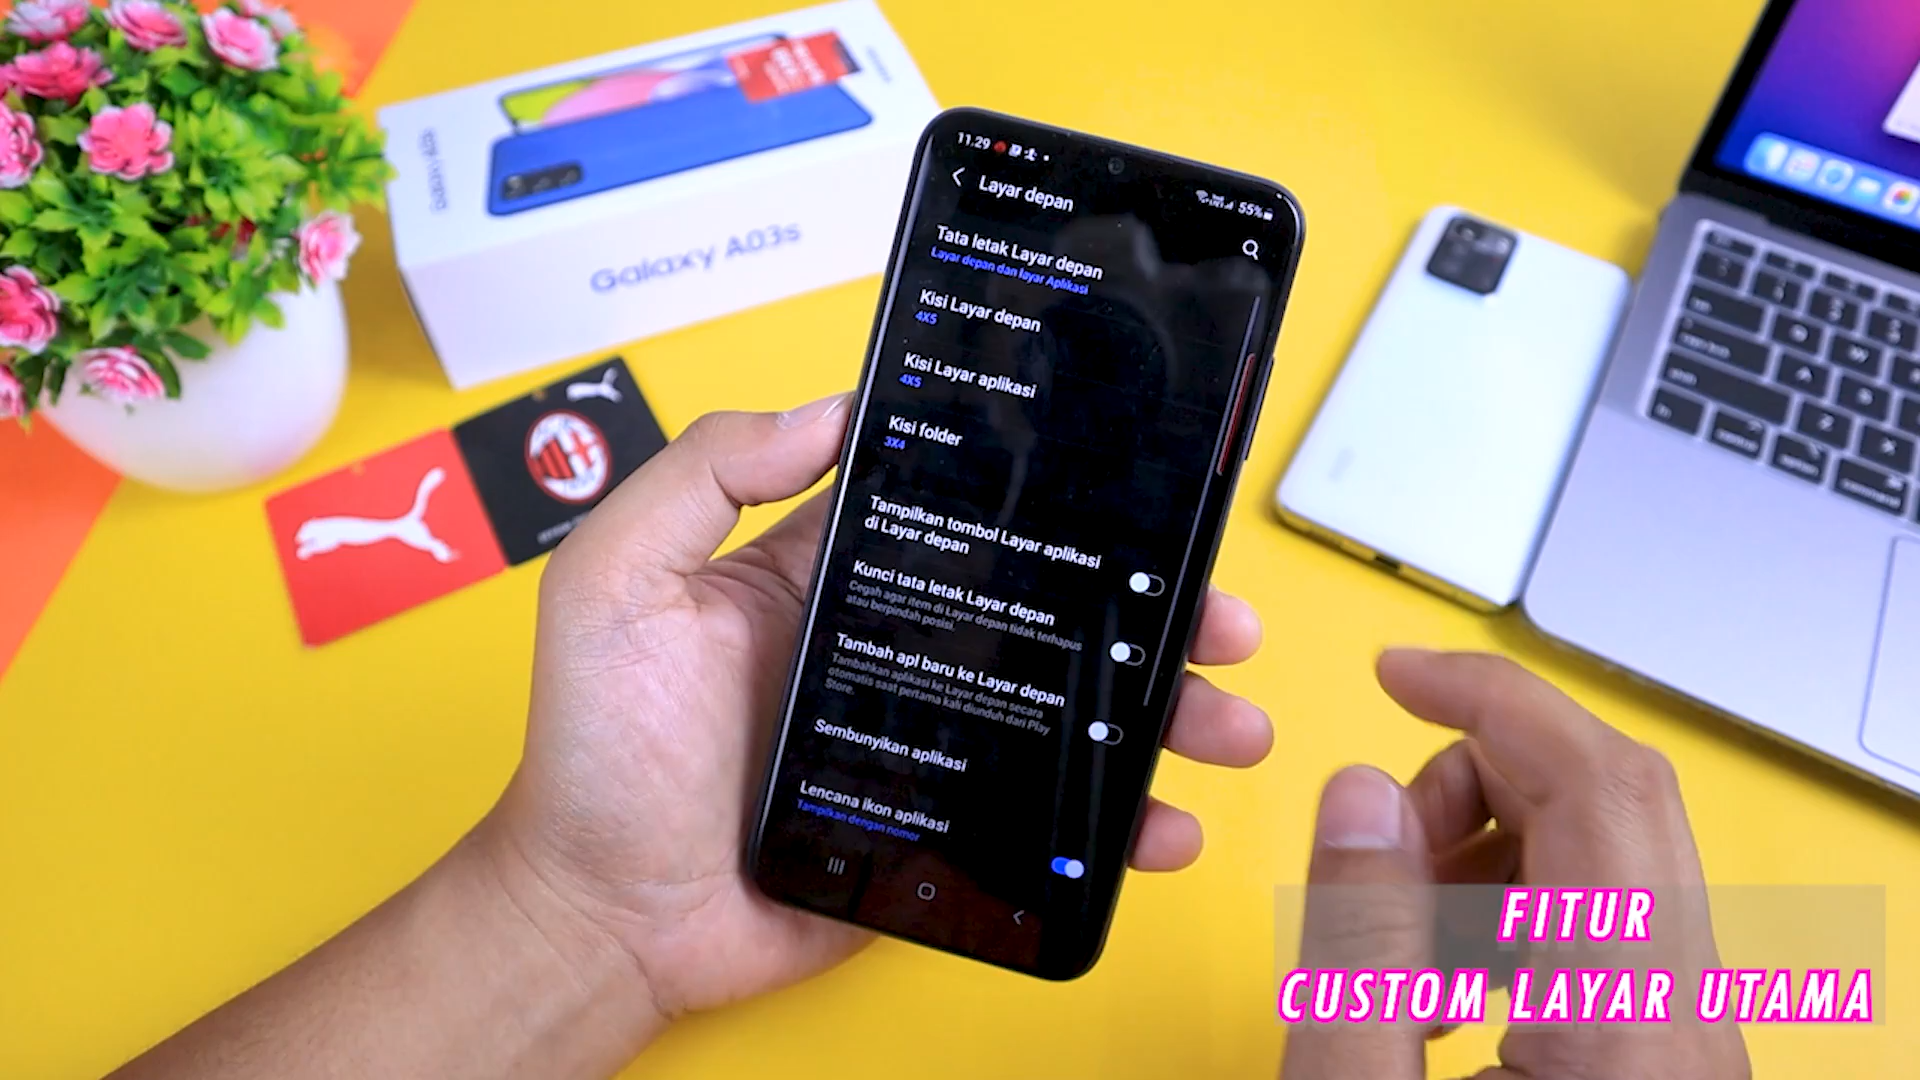 Galaxy A03s
11.29
55%
Layar depan
Tata letak Layar depan
Layar depan dan layar Aplikasi
Kisi Layar depan
4X5
Kisi Layar aplikasi
4X5
Kisi folder
3X4
Tampilkan tombol Layar aplikasi
di Layar depan
Kunci tata letak Layar depan
Cegah agar item di Layar depan tidak terhapus
atau berpindah posisi.
Tambah apl baru ke Layar depan
Tambahkan aplikasi ke Layar depan secara
otomatis saat pertama kali diunduh dari Play
Store.
Sembunyikan aplikasi
Lencana ikon aplikasi
Tampilkan dengan nomor
FITUR
CUSTOM LAYAR UTAMA